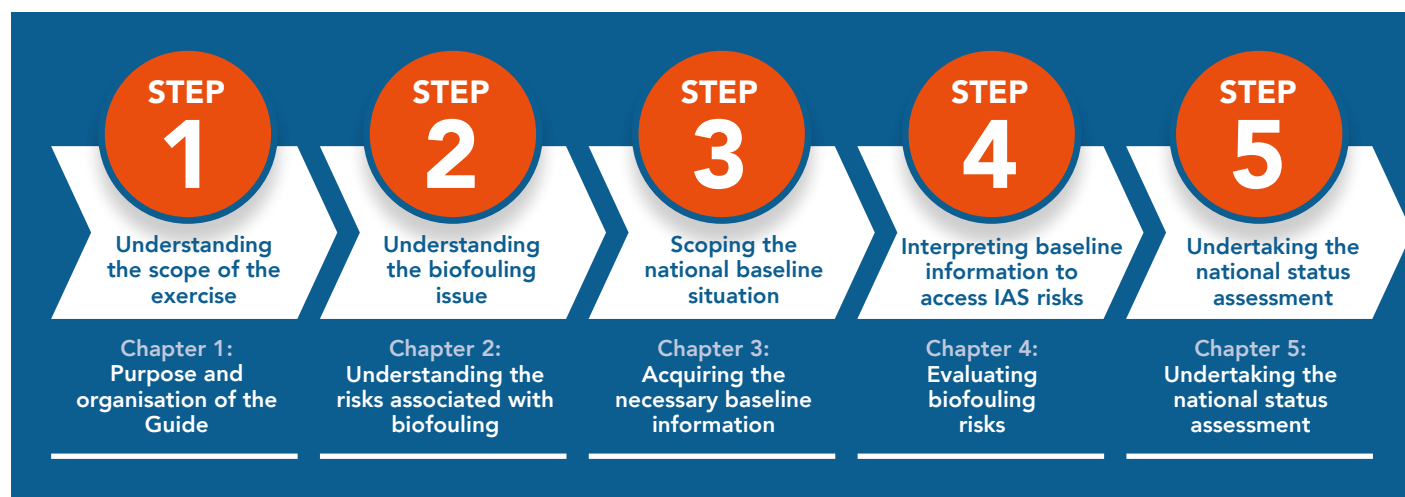 STEP
1
Understanding
the scope of the
exercise
Chapter 1:
Purpose and
organisation of the
Guide
STEP
2
Understanding
the biofouling
issue
Chapter 2:
Understanding the
risks associated with
biofouling
STEP
3
Scoping the
national baseline
situation
Chapter 3:
Acquiring the
necessary baseline
information
STEP
4
Interpreting baseline
information to
access IAS risks
Chapter 4:
Evaluating
biofouling
risks
STEP
5
Undertaking the
national status
assessment
Chapter 5:
Undertaking the
national status
assessment